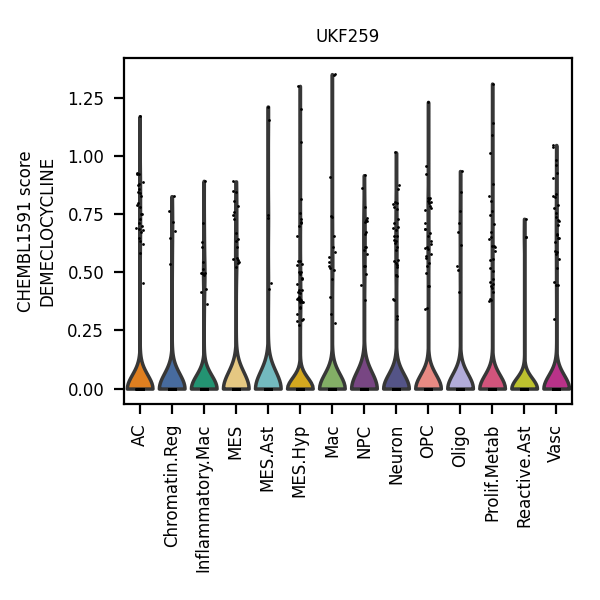 UKF259
CHEMBL1591 score
DEMECLOCYCLINE
1.25
1.00
0.75
0.50
0.25
0.00
AC
Chromatin.Reg
Inflammatory.Mac
MES
MES.Ast
MES.Hyp
Mac
NPC
Neuron
OPC
Oligo
Prolif.Metab
Reactive.Ast
Vasc